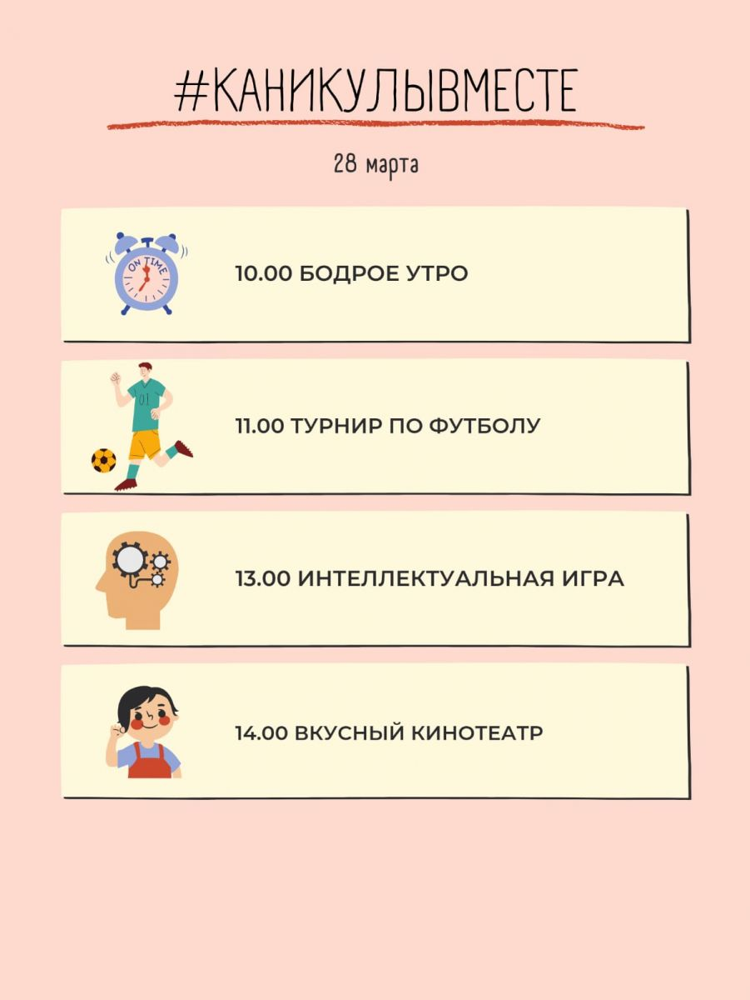 #КАНИКУЛЫВМЕСТЕ
28 марта
ON TIME
10.00 БОДРОЕ УТРО
01
11.00 ТУРНИР ПО ФУТБОЛУ
13.00 ИНТЕЛЛЕКТУАЛЬНАЯ ИГРА
14.00 ВКУСНЫЙ КИНОТЕАТР